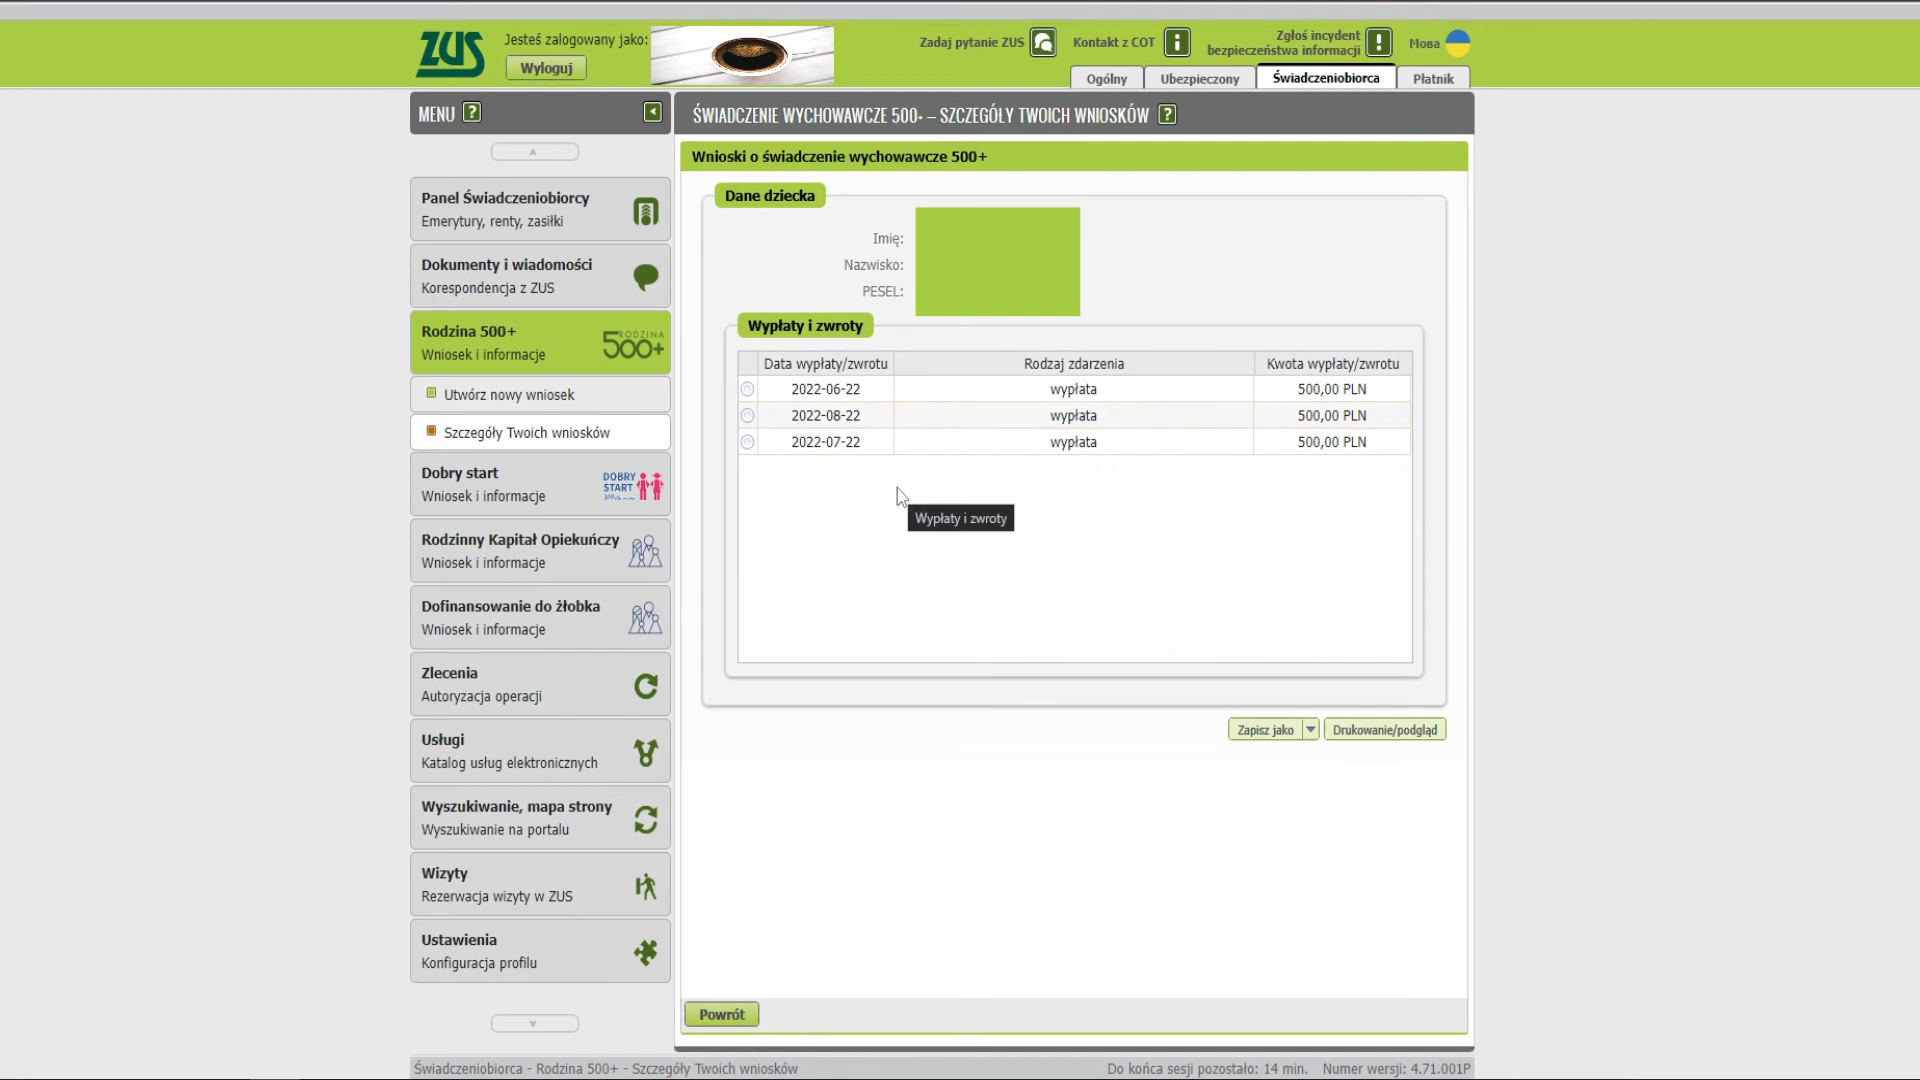 ZUS
Jesteś zalogowany jako:
Wyloguj
Zadaj pytanie ZUS
Kontakt z COT
Zgłoś incydent
bezpieczeństwa informacji
Мова
Ogólny
Ubezpieczony
Świadczeniobiorca
Płatnik
MENU ?
ŚWIADCZENIE WYCHOWAWCZE 500+ – SZCZEGÓŁY TWOICH WNIOSKÓW ?
Wnioski o świadczenie wychowawcze 500+
Dane dziecka
Imię:
Nazwisko:
PESEL:
Wypłaty i zwroty
Data wypłaty/zwrotu Rodzaj zdarzenia Kwota wypłaty/zwrotu
2022-06-22 wypłata 500,00 PLN
2022-08-22 wypłata 500,00 PLN
2022-07-22 wypłata 500,00 PLN
Wypłaty i zwroty
Zapisz jako
Drukowanie/podgląd
Powrót
Panel Świadczeniobiorcy
Emerytury, renty, zasiłki
Dokumenty i wiadomości
Korespondencja z ZUS
Rodzina 500+
Wniosek i informacje
RODZINA
500+
Utwórz nowy wniosek
Szczegóły Twoich wniosków
Dobry start
Wniosek i informacje
DOBRY
START
Rodzinny Kapitał Opiekuńczy
Wniosek i informacje
Dofinansowanie do żłobka
Wniosek i informacje
Zlecenia
Autoryzacja operacji
Usługi
Katalog usług elektronicznych
Wyszukiwanie, mapa strony
Wyszukiwanie na portalu
Wizyty
Rezerwacja wizyty w ZUS
Ustawienia
Konfiguracja profilu
Świadczeniobiorca - Rodzina 500+ - Szczegóły Twoich wniosków
Do końca sesji pozostało: 14 min.
Numer wersji: 4.71.001P